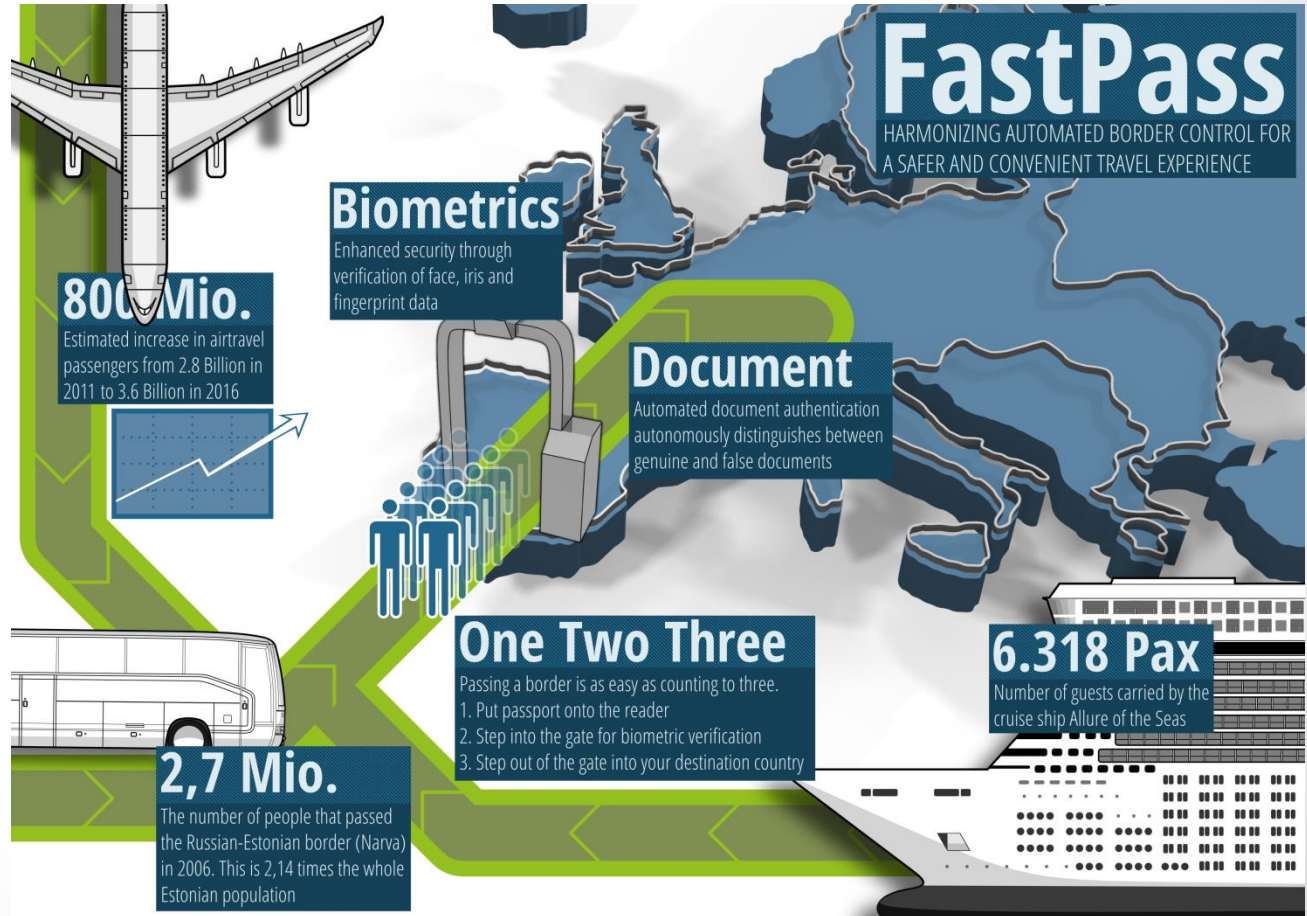 FastPass
HARMONIZING AUTOMATED BORDER CONTROL FOR
A SAFER AND CONVENIENT TRAVEL EXPERIENCE
Biometrics
Enhanced security through
verification of face, iris and
fingerprint data
800 Mio.
Estimated increase in airtravel
passengers from 2.8 Billion in
2011 to 3.6 Billion in 2016
Document
Automated document authentication
autonomously distinguishes between
genuine and false documents
One Two Three
Passing a border is as easy as counting to three.
1. Put passport onto the reader
2. Step into the gate for biometric verification
3. Step out of the gate into your destination country
6.318 Pax
Number of guests carried by the
cruise ship Allure of the Seas
2,7 Mio.
The number of people that passed
the Russian-Estonian border (Narva)
in 2006. This is 2,14 times the whole
Estonian population